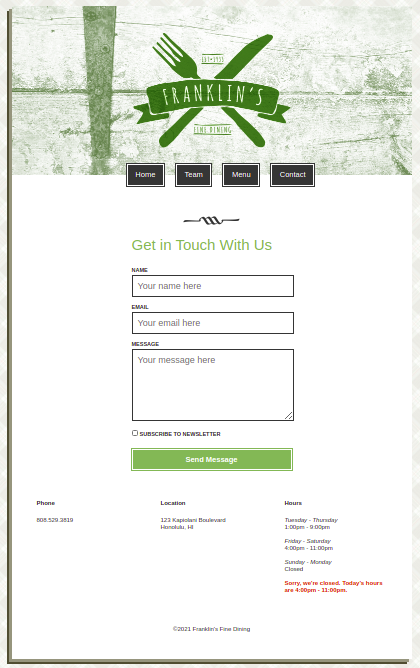 EST•1935
FRANKLIN'S
FINE DINING
Home
Team
Menu
Contact
Get in Touch With Us
NAME
Your name here
EMAIL
Your email here
MESSAGE
Your message here
SUBSCRIBE TO NEWSLETTER
Send Message
Phone
808.529.3819
Location
123 Kapiolani Boulevard
Honolulu, HI
Hours
Tuesday - Thursday
1:00pm - 9:00pm
Friday - Saturday
4:00pm - 11:00pm
Sunday - Monday
Closed
Sorry, we're closed. Today's hours
are 4:00pm - 11:00pm.
©2021 Franklin's Fine Dining